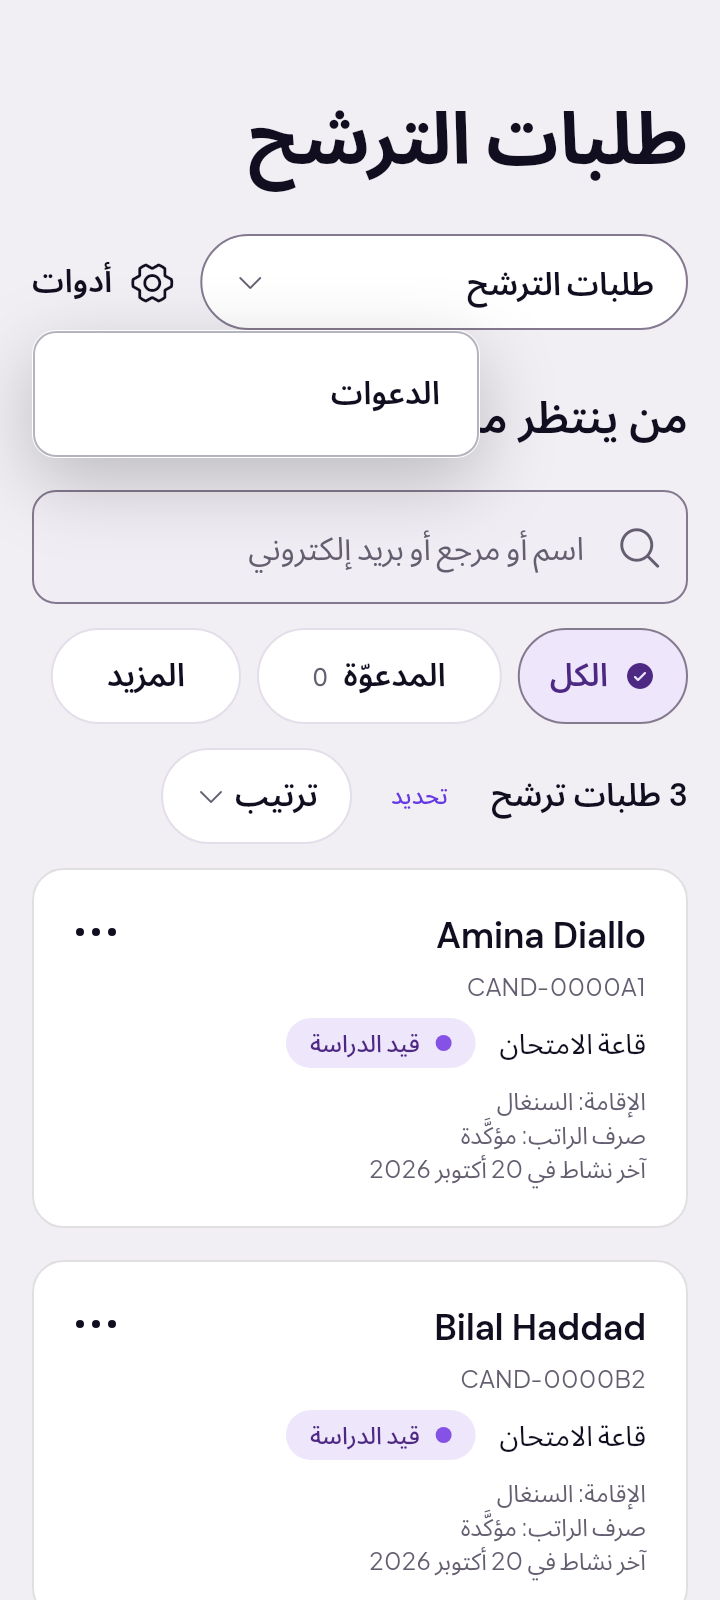 طلبات الترشح
طلبات الترشح
أدوات
الدعوات
من ينتظر
اسم أو مرجع أو بريد إلكتروني
الكل
المدعوّة 0
المزيد
3 طلبات ترشح
تحديد
ترتيب
Amina Diallo
CAND-0000A1
قاعة الامتحان
قيد الدراسة
الإقامة: السنغال
صرف الراتب: مؤكَّدة
آخر نشاط في 20 أكتوبر 2026
Bilal Haddad
CAND-0000B2
قاعة الامتحان
قيد الدراسة
الإقامة: السنغال
صرف الراتب: مؤكَّدة
آخر نشاط في 20 أكتوبر 2026